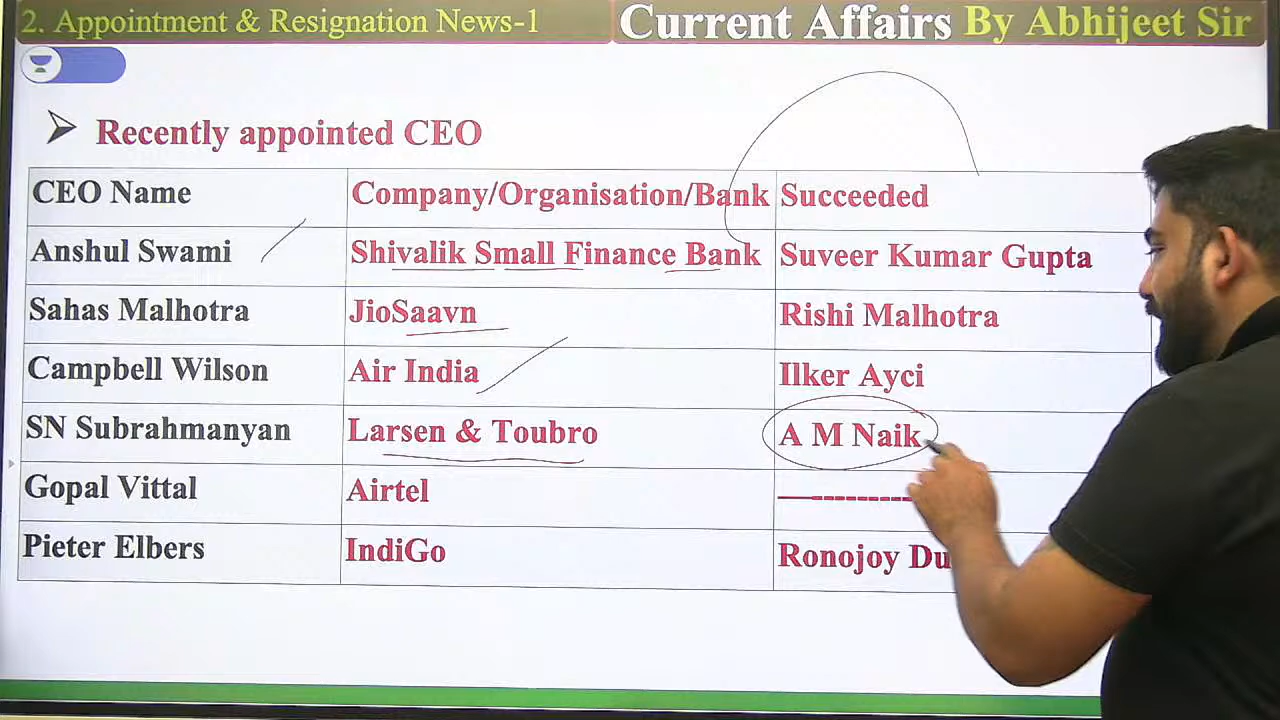 2. Appointment & Resignation News-1
Current Affairs By Abhijeet Sir
Recently appointed CEO
CEO Name Company/Organisation/Bank Succeeded
Anshul Swami Shivalik Small Finance Bank Suveer Kumar Gupta
Sahas Malhotra JioSaavn Rishi Malhotra
Campbell Wilson Air India Ilker Ayci
SN Subrahmanyan Larsen & Toubro A M Naik
Gopal Vittal Airtel ------------
Pieter Elbers IndiGo Ronojoy